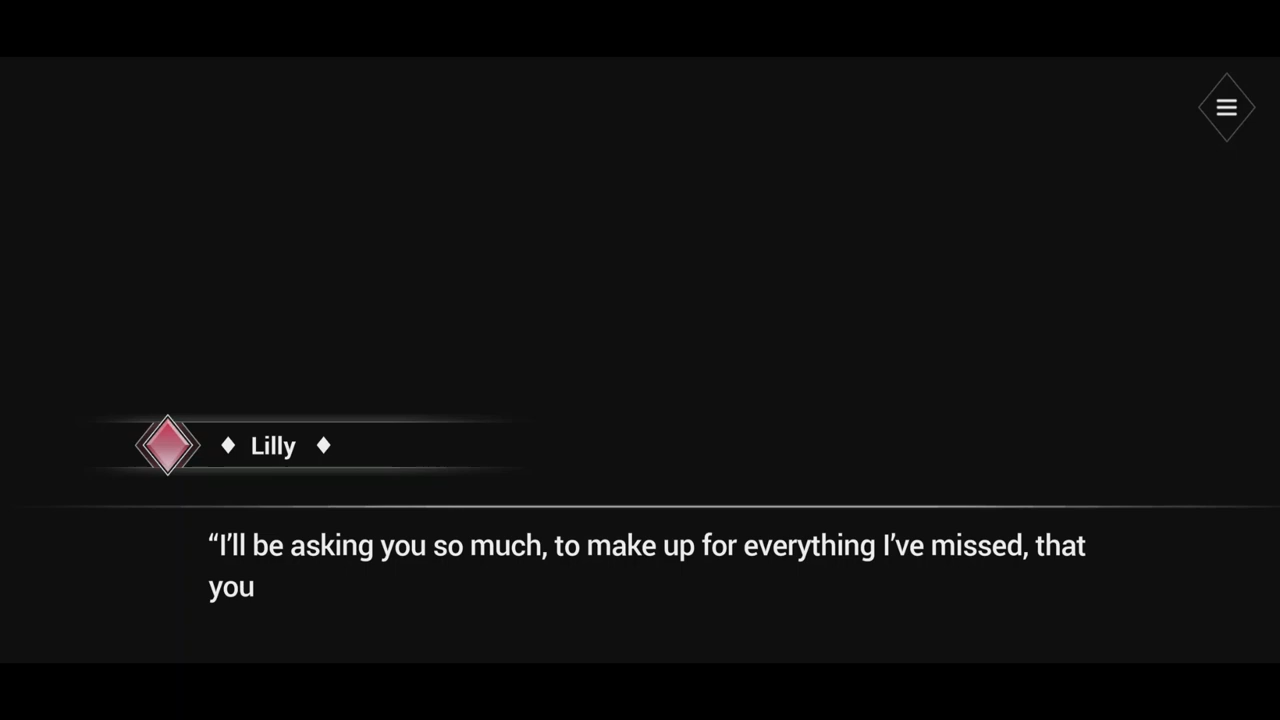 Lilly
“I’ll be asking you so much, to make up for everything I’ve missed, that
you